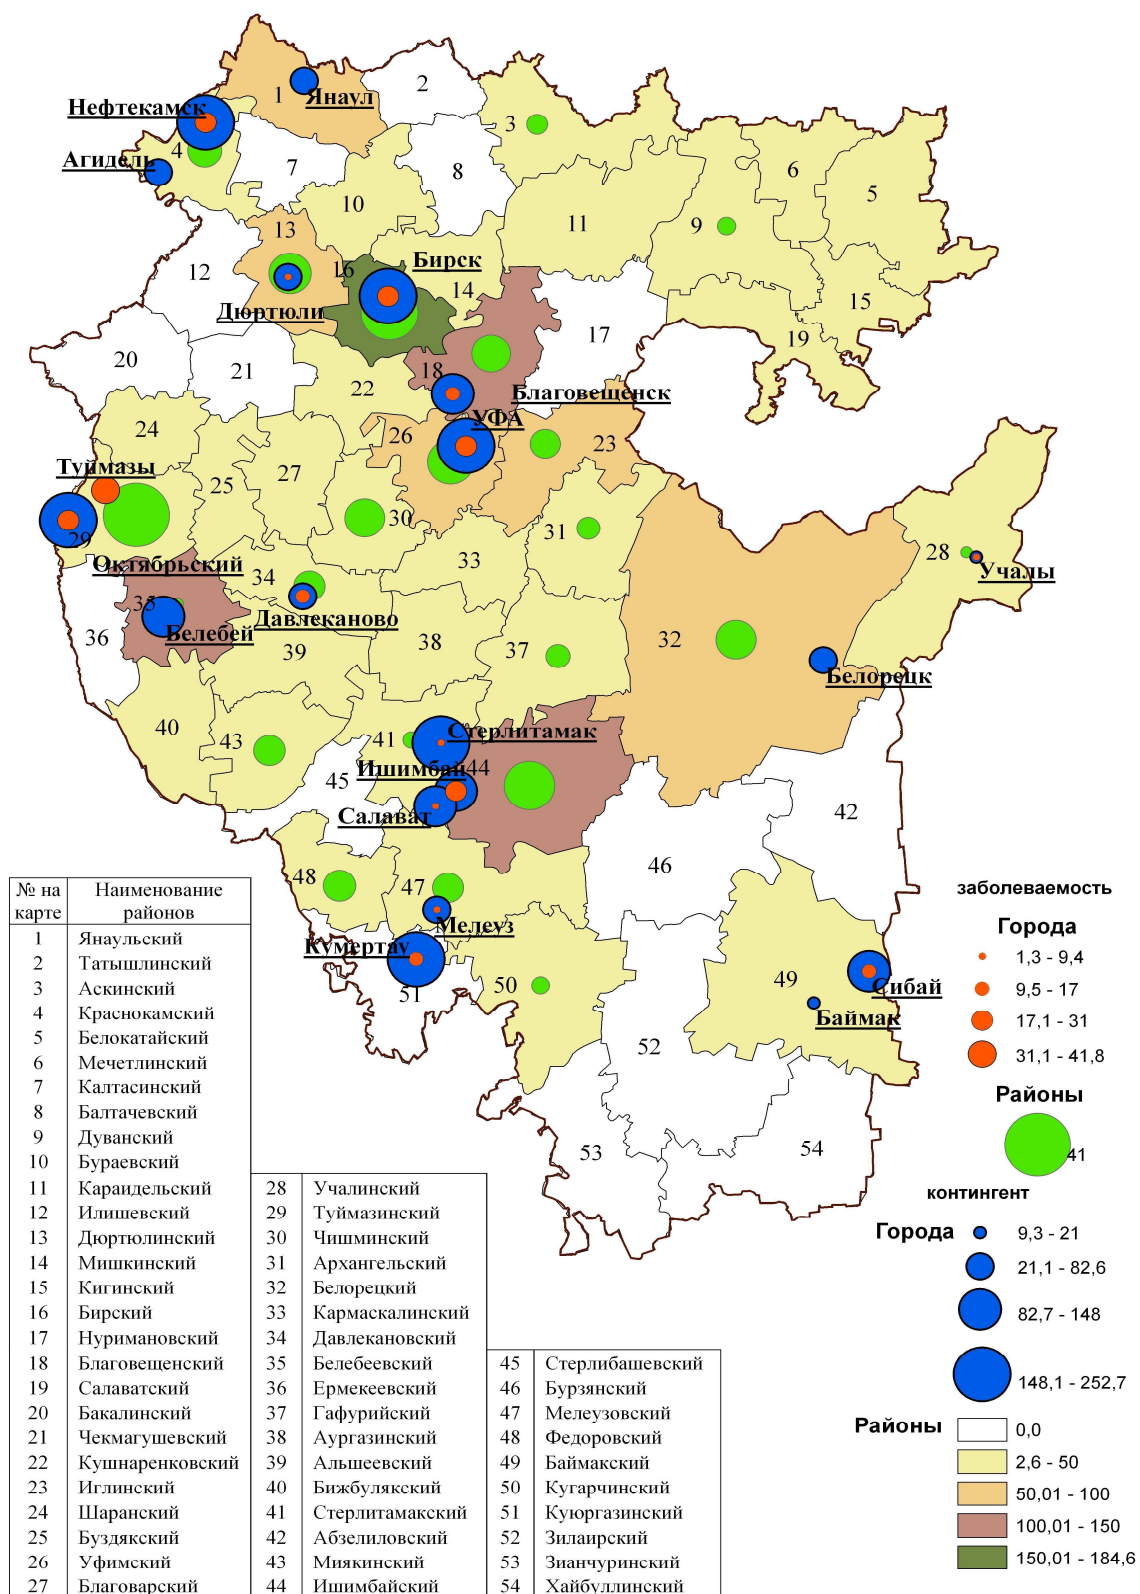 1
Янаул
2
Нефтекамск
3
4
Агидель
7
8
6
5
10
11
9
13
12
Бирск
16
14
15
Дюртюли
17
19
20
21
18
22
Благовещенск
УФА
24
26
23
Туймазы
27
25
30
31
29
33
28
Октябрьский
34
Учалы
35
Давлеканово
36
Белебей
38
37
32
39
Белорецк
40
43
41
Стерлитамак
Ишимбай
44
45
Салават
42
46
48
47
Мелеуз
Кумертау
51
50
49
Сибай
Баймак
52
53
54
№ на карте Наименование районов
1 Янаульский
2 Татышлинский
3 Аскинский
4 Краснокамский
5 Белокатайский
6 Мечетлинский
7 Калтасинский
8 Балтачевский
9 Дуванский
10 Бураевский
11 Караидельский
12 Илишевский
13 Дюртюлинский
14 Мишкинский
15 Кигинский
16 Бирский
17 Нуримановский
18 Благовещенский
19 Салаватский
20 Бакалинский
21 Чекмагушевский
22 Кушнаренковский
23 Иглинский
24 Шаранский
25 Буздякский
26 Уфимский
27 Благоварский
28 Учалинский
29 Туймазинский
30 Чишминский
31 Архангельский
32 Белорецкий
33 Кармаскалинский
34 Давлекановский
35 Белебеевский
36 Ермекеевский
37 Гафурийский
38 Аургазинский
39 Альшеевский
40 Бижбулякский
41 Стерлитамакский
42 Абзелиловский
43 Миякинский
44 Ишимбайский
45 Стерлибашевский
46 Бурзянский
47 Мелеузовский
48 Федоровский
49 Баймакский
50 Кугарчинский
51 Куюргазинский
52 Зилаирский
53 Зианчуринский
54 Хайбуллинский
заболеваемость
Города
1,3 - 9,4
9,5 - 17
17,1 - 31
31,1 - 41,8
Районы
41
контингент
Города
9,3 - 21
21,1 - 82,6
82,7 - 148
148,1 - 252,7
Районы
0,0
2,6 - 50
50,01 - 100
100,01 - 150
150,01 - 184,6